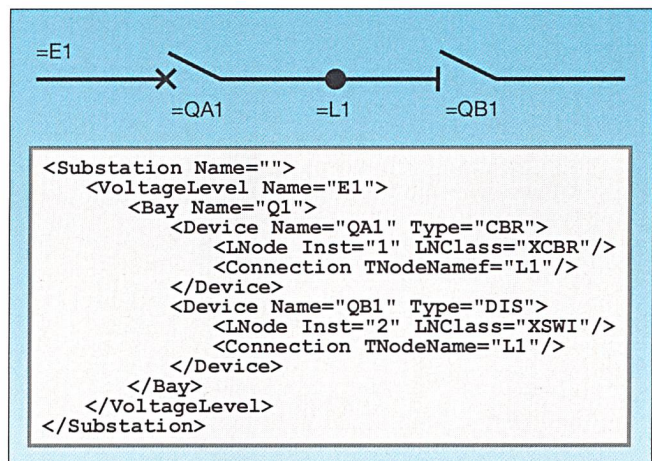 =E1
=QA1 =L1 =QB1
<Substation Name="">
<VoltageLevel Name="E1">
<Bay Name="Q1">
<Device Name="QA1" Type="CBR">
<LNode Inst="1" LNClass="XCBR"/>
<Connection TNodeNamef="L1"/>
</Device>
<Device Name="QB1" Type="DIS">
<LNode Inst="2" LNClass="XSWI"/>
<Connection TNodeName="L1"/>
</Device>
</Bay>
</VoltageLevel>
</Substation>